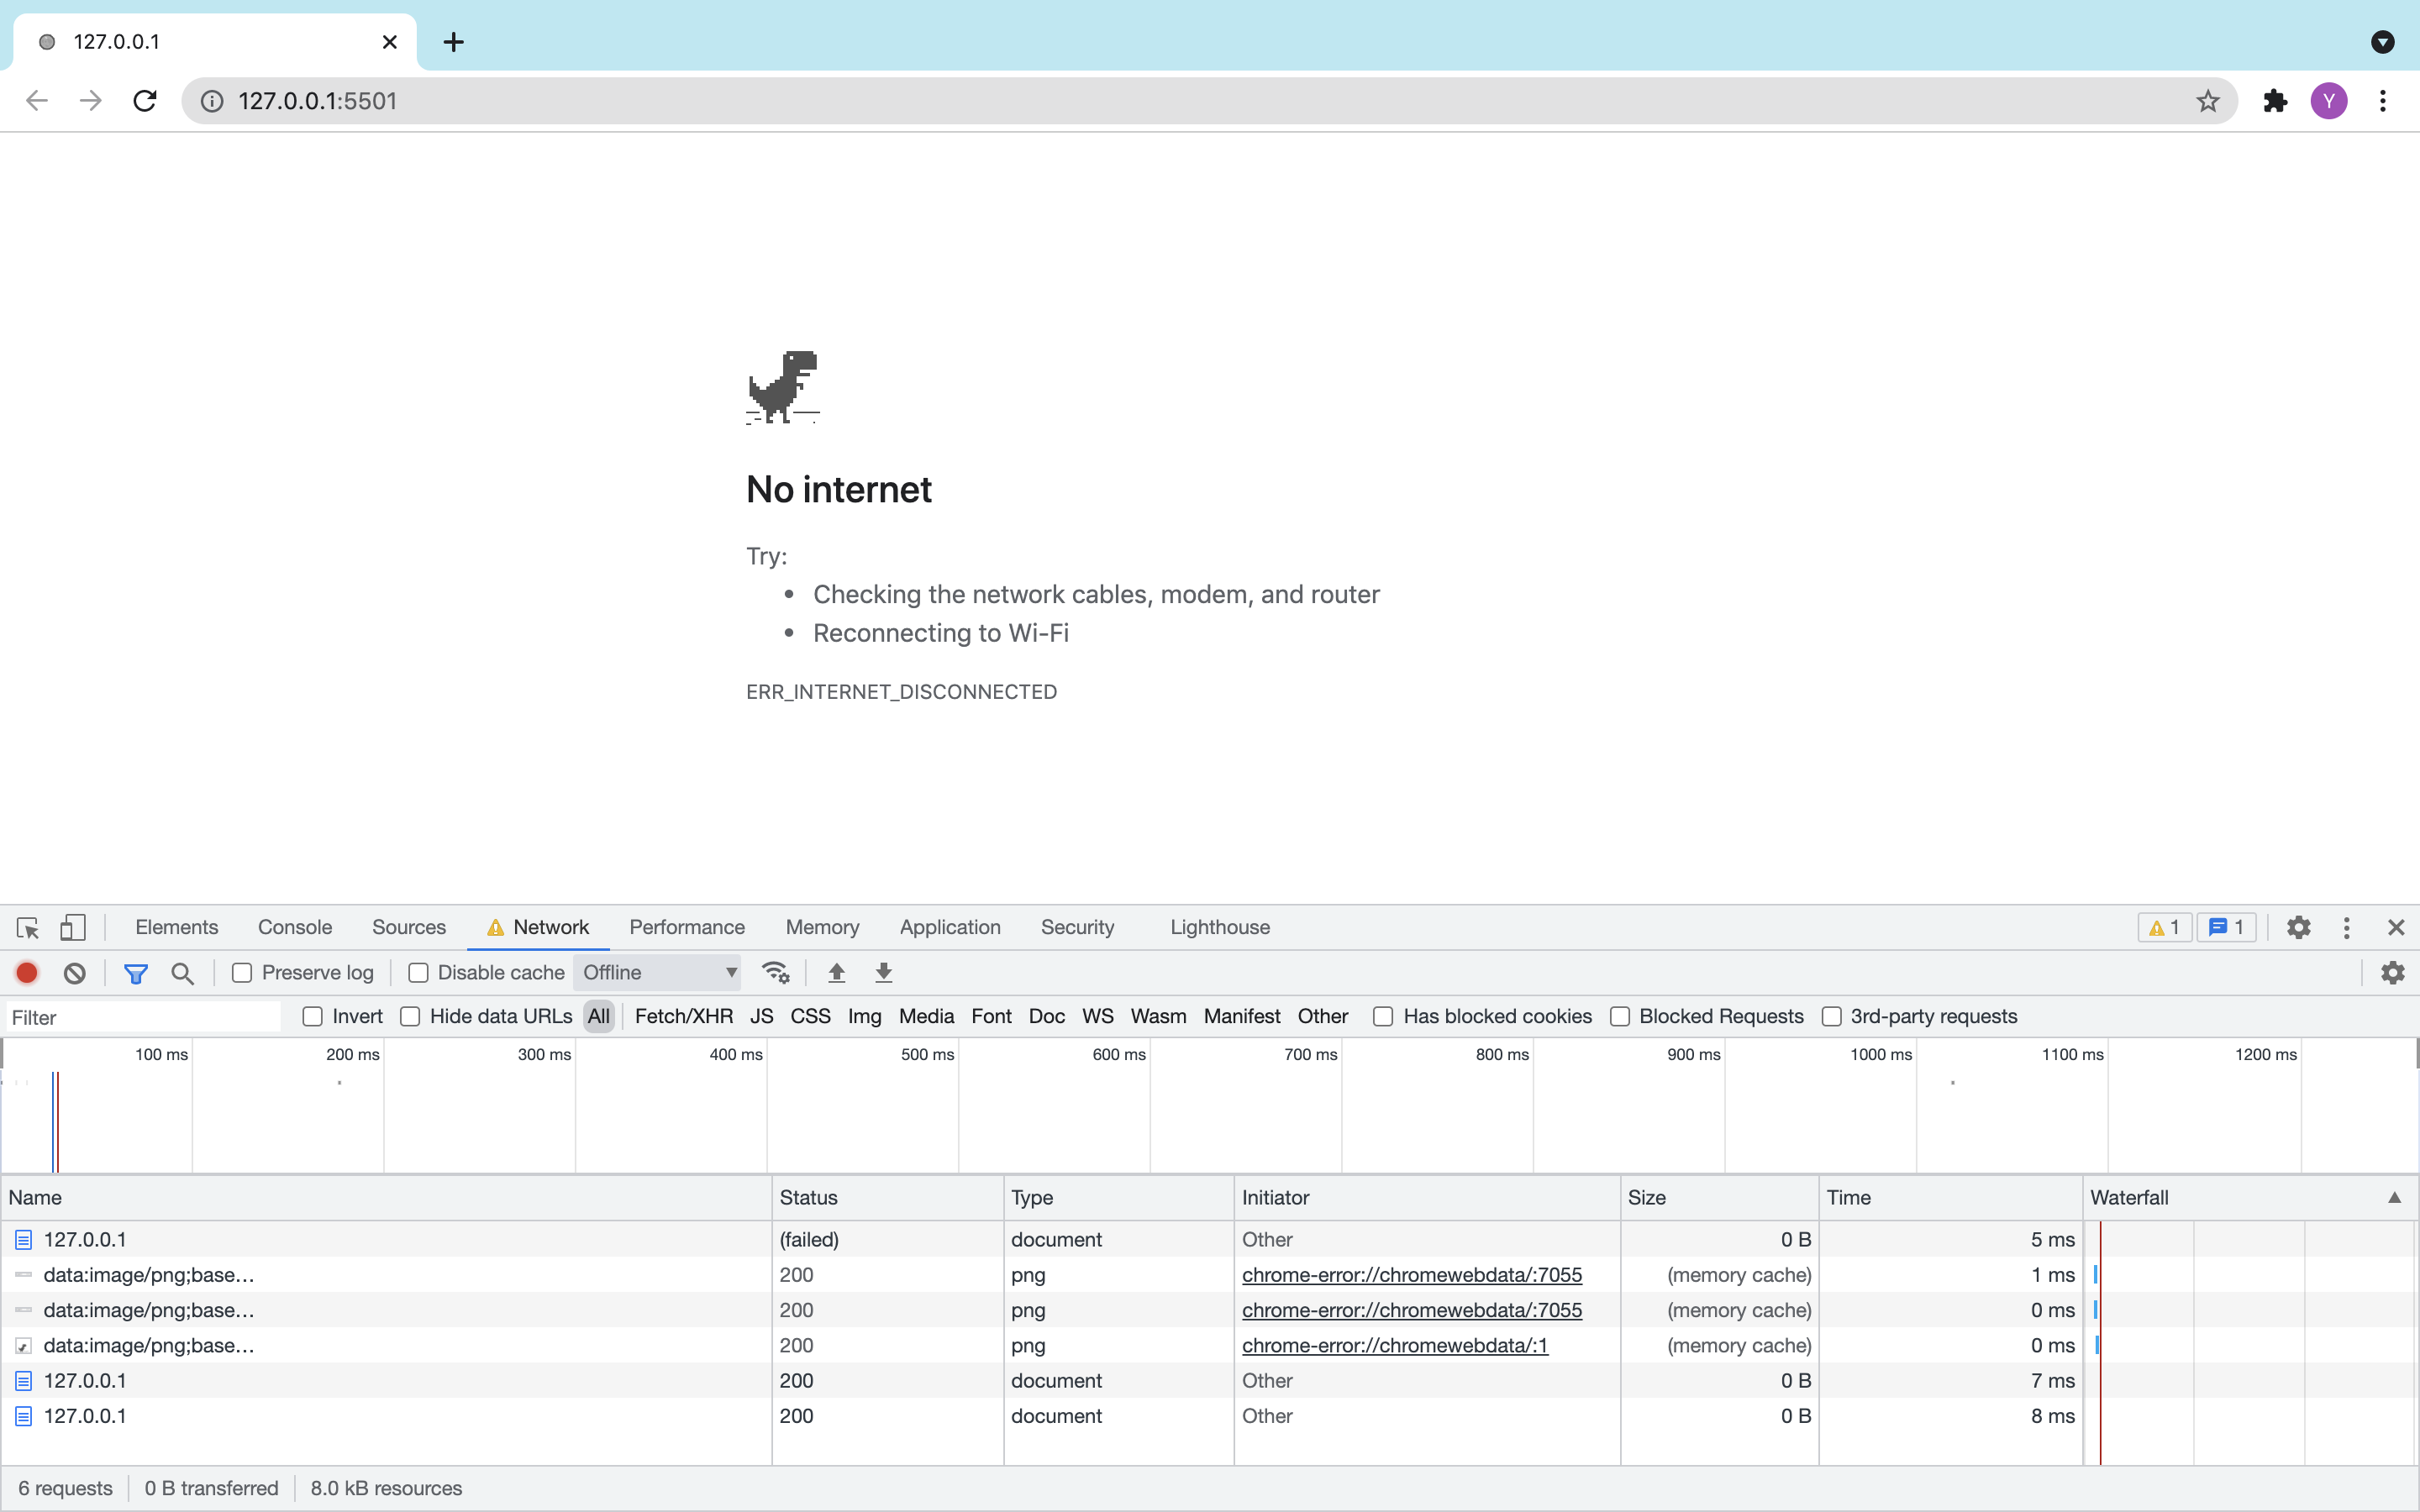 127.0.0.1
127.0.0.1:5501
Y
No internet
Try:
• Checking the network cables, modem, and router
• Reconnecting to Wi-Fi
ERR_INTERNET_DISCONNECTED
Elements Console Sources Network Performance Memory Application Security Lighthouse 1 1
Preserve log Disable cache Offline
Filter Invert Hide data URLs All Fetch/XHR JS CSS Img Media Font Doc WS Wasm Manifest Other Has blocked cookies Blocked Requests 3rd-party requests
100 ms 200 ms 300 ms 400 ms 500 ms 600 ms 700 ms 800 ms 900 ms 1000 ms 1100 ms 1200 ms
Name Status Type Initiator Size Time Waterfall
127.0.0.1 (failed) document Other 0 B 5 ms
data:image/png;base… 200 png chrome-error://chromewebdata/:7055 (memory cache) 1 ms
data:image/png;base… 200 png chrome-error://chromewebdata/:7055 (memory cache) 0 ms
data:image/png;base… 200 png chrome-error://chromewebdata/:1 (memory cache) 0 ms
127.0.0.1 200 document Other 0 B 7 ms
127.0.0.1 200 document Other 0 B 8 ms
6 requests 0 B transferred 8.0 kB resources